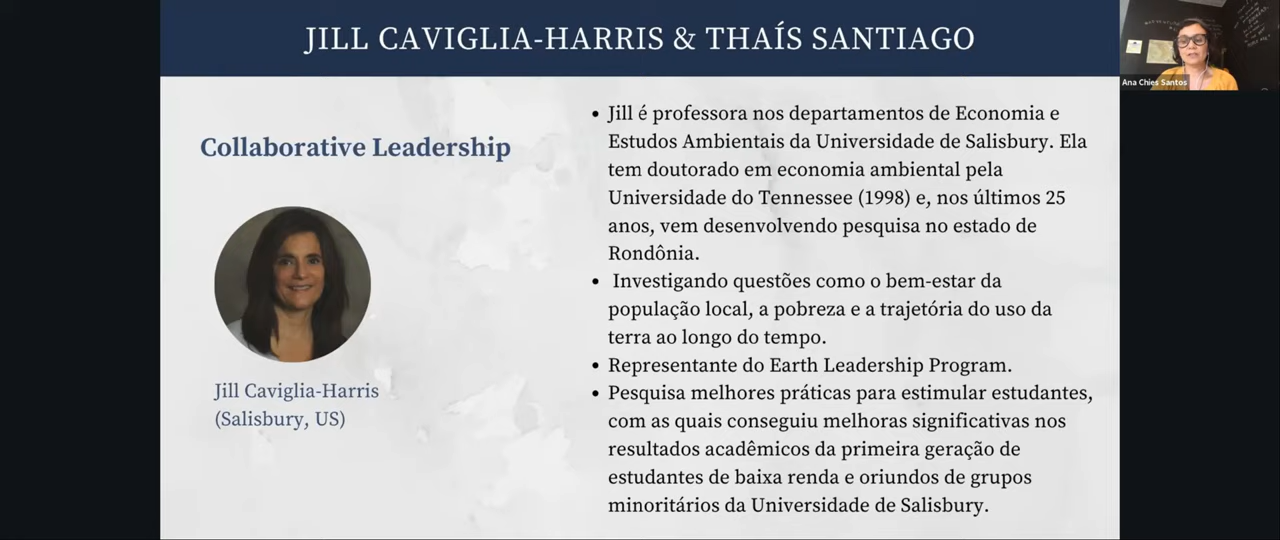 JILL CAVIGLIA-HARRIS & THAÍS SANTIAGO
Collaborative Leadership
Jill Caviglia-Harris
(Salisbury, US)
• Jill é professora nos departamentos de Economia e
Estudos Ambientais da Universidade de Salisbury. Ela
tem doutorado em economia ambiental pela
Universidade do Tennessee (1998) e, nos últimos 25
anos, vem desenvolvendo pesquisa no estado de
Rondônia.
• Investigando questões como o bem-estar da
população local, a pobreza e a trajetória do uso da
terra ao longo do tempo.
• Representante do Earth Leadership Program.
• Pesquisa melhores práticas para estimular estudantes,
com as quais conseguiu melhoras significativas nos
resultados acadêmicos da primeira geração de
estudantes de baixa renda e oriundos de grupos
minoritários da Universidade de Salisbury.
Ana Chies Santos